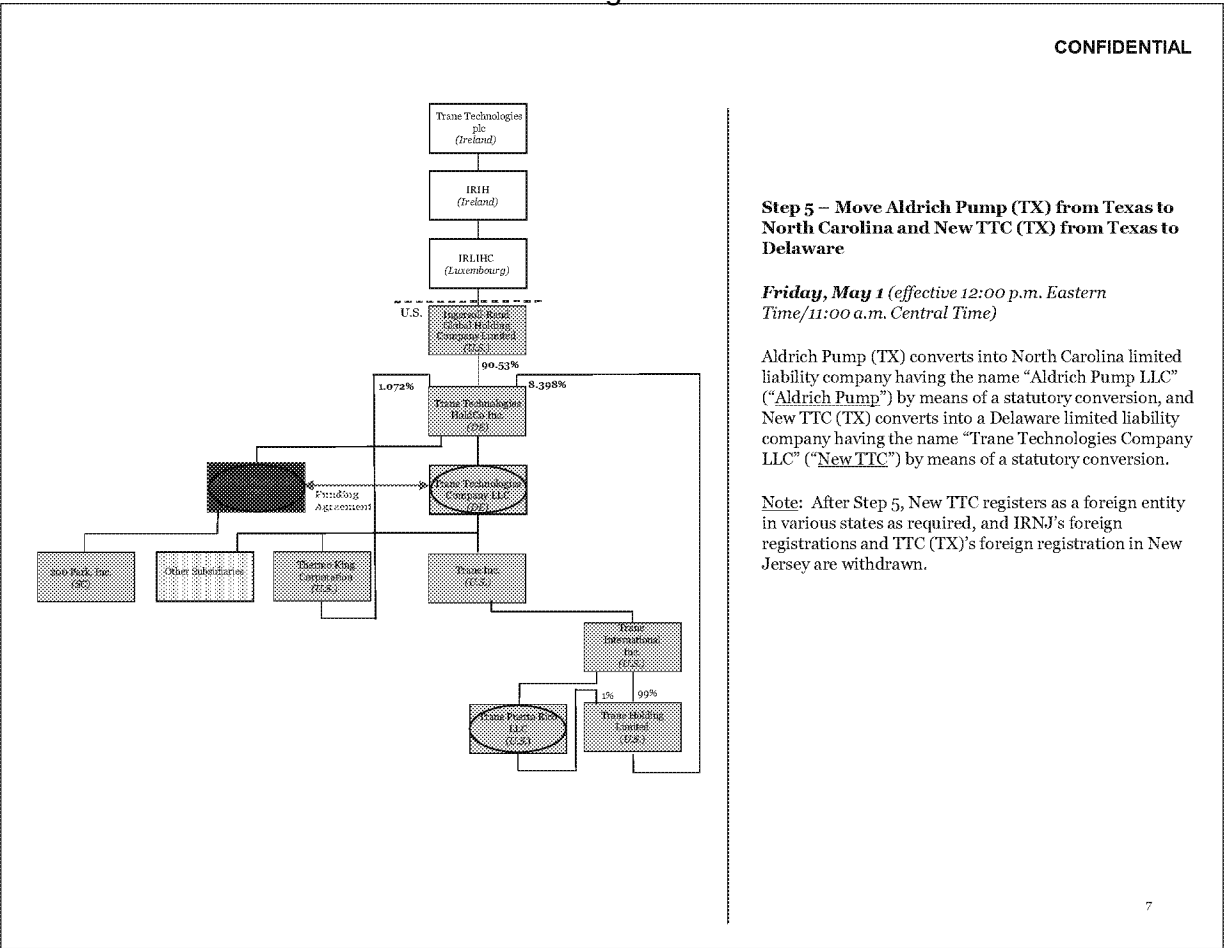 CONFIDENTIAL
Trane Technologies
plc
(Ireland)
IRIH
(Ireland)
IRLIHC
(Luxembourg)
U.S.
Ingersoll-Rand
Global Holding
Company Limited
(U.S.)
90.53%
1.072%
8.398%
Trane Technologies
HoldCo Inc.
(DE)
Funding
Agreement
Trane Technologies
Company LLC
(DE)
200 Park, Inc.
(SC)
Other Subsidiaries
Thermo King
Corporation
(U.S.)
Trane Inc.
(U.S.)
Trane
International
Inc.
(U.S.)
1%
99%
Trane Puerto Rico
LLC
(U.S.)
Trane Holding
Limited
(U.S.)
Step 5 – Move Aldrich Pump (TX) from Texas to
North Carolina and New TTC (TX) from Texas to
Delaware
Friday, May 1 (effective 12:00 p.m. Eastern
Time/11:00 a.m. Central Time)
Aldrich Pump (TX) converts into North Carolina limited
liability company having the name “Aldrich Pump LLC”
(“Aldrich Pump”) by means of a statutory conversion, and
New TTC (TX) converts into a Delaware limited liability
company having the name “Trane Technologies Company
LLC” (“New TTC”) by means of a statutory conversion.
Note: After Step 5, New TTC registers as a foreign entity
in various states as required, and IRNJ’s foreign
registrations and TTC (TX)’s foreign registration in New
Jersey are withdrawn.
7